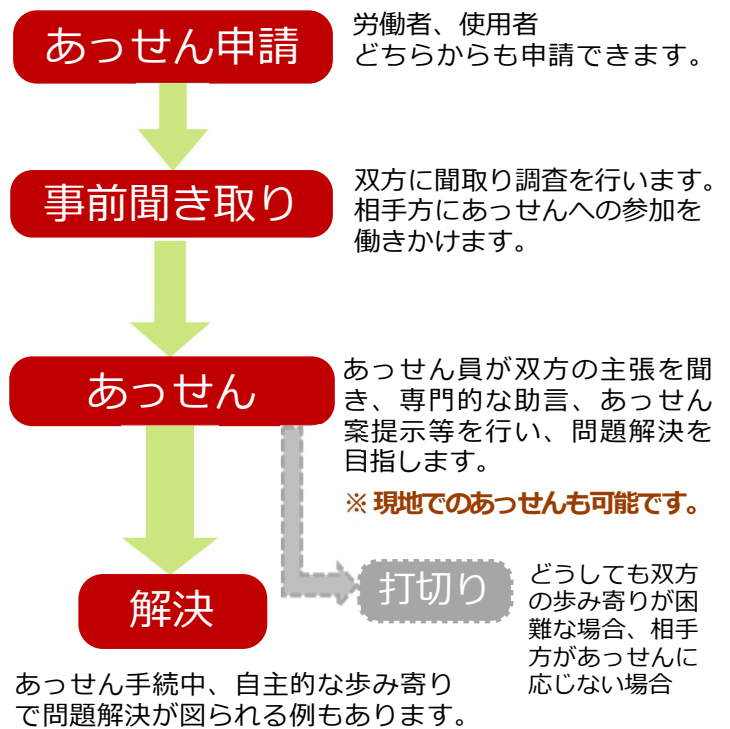 あっせん申請
労働者、使用者
どちらからも申請できます。
事前聞き取り
双方に聞取り調査を行います。
相手方にあっせんへの参加を
働きかけます。
あっせん
あっせん員が双方の主張を聞
き、専門的な助言、あっせん
案提示等を行い、問題解決を
目指します。
※ 現地でのあっせんも可能です。
解決
打切り
どうしても双方
の歩み寄りが困
難な場合、相手
方があっせんに
応じない場合
あっせん手続中、自主的な歩み寄り
で問題解決が図られる例もあります。